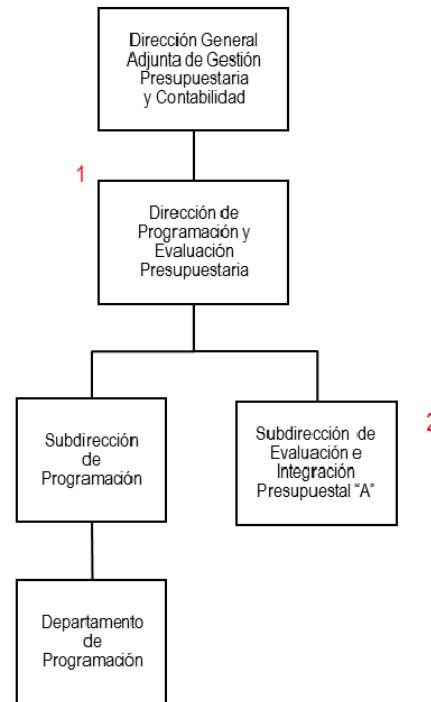 Dirección General
Adjunta de Gestión
Presupuestaria
y Contabilidad
1
Dirección de
Programación y
Evaluación
Presupuestaria
Subdirección
de
Programación
Subdirección de
Evaluación e
Integración
Presupuestal "A"
2
Departamento
de
Programación